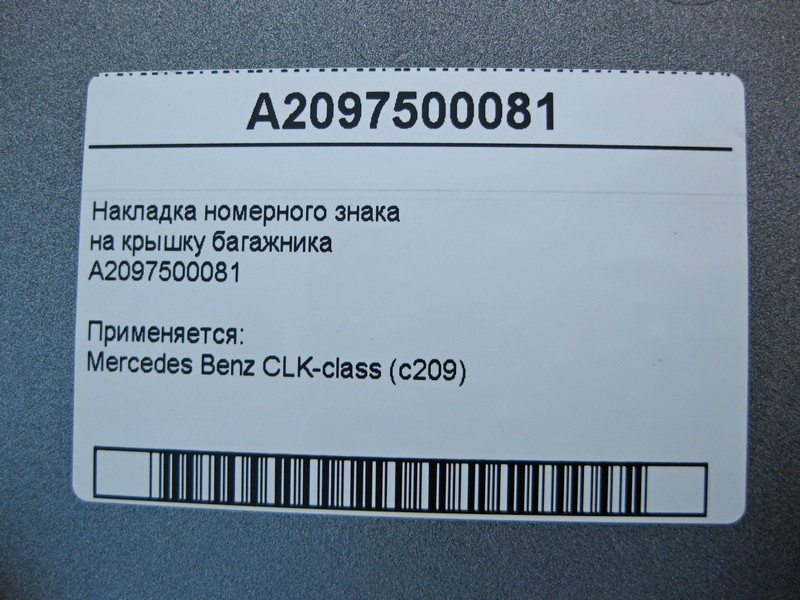 A2097500081
Накладка номерного знака
на крышку багажника
A2097500081
Применяется:
Mercedes Benz CLK-class (c209)